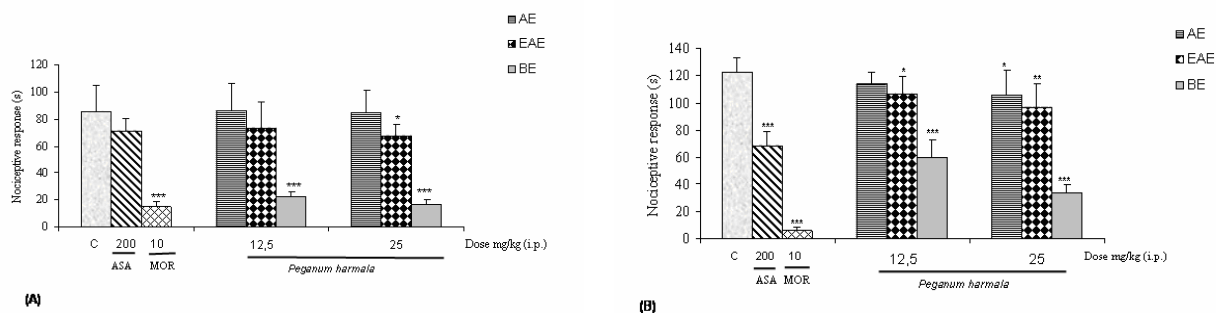 AE
EAE
BE
Nociceptive response (s)
120
100
80
60
40
20
0
*
***
***
***
C
200
10
12,5
25
Dose mg/kg (i.p.)
ASA
MOR
Peganum harmala
(A)
AE
EAE
BE
Nociceptive response (s)
140
120
100
80
60
40
20
0
*
*
**
***
***
***
***
C
200
10
12,5
25
Dose mg/kg (i.p.)
ASA
MOR
Peganum harmala
(B)